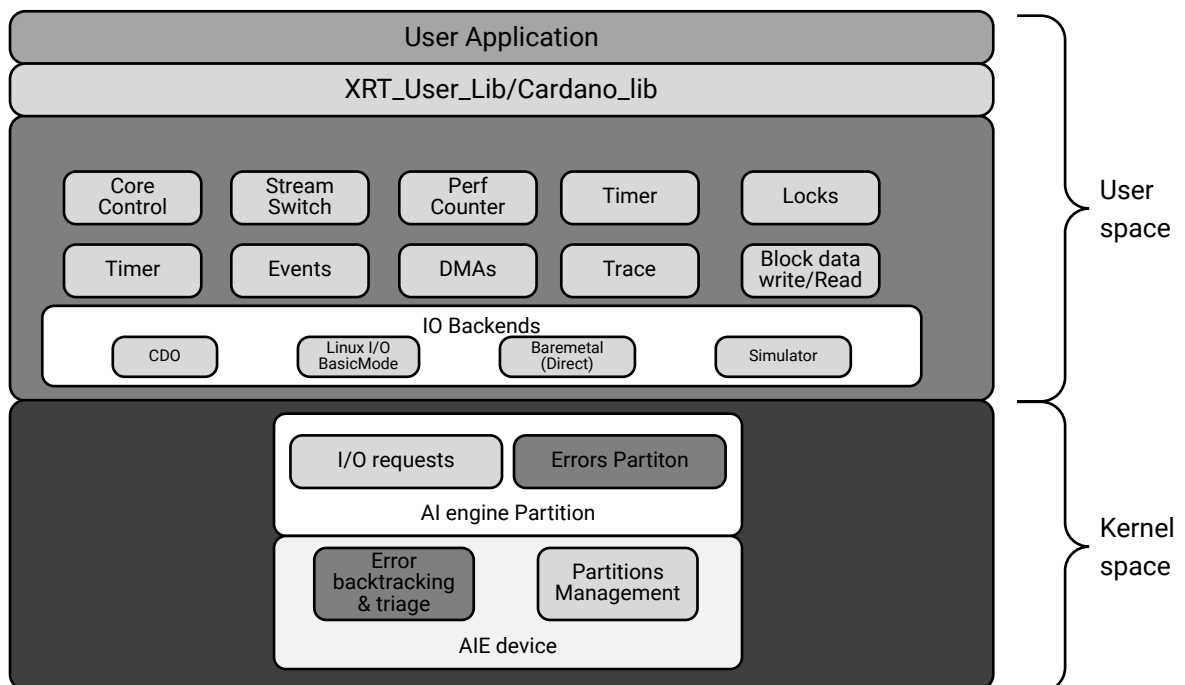 User Application
XRT_User_Lib/Cardano_lib
Core
Control
Stream
Switch
Perf
Counter
Timer
Locks
Timer
Events
DMAs
Trace
Block data
write/Read
IO Backends
CDO
Linux I/O
BasicMode
Baremetal
(Direct)
Simulator
User
space
I/O requests
Errors Partiton
AI engine Partition
Error
backtracking
& triage
Partitions
Management
AIE device
Kernel
space